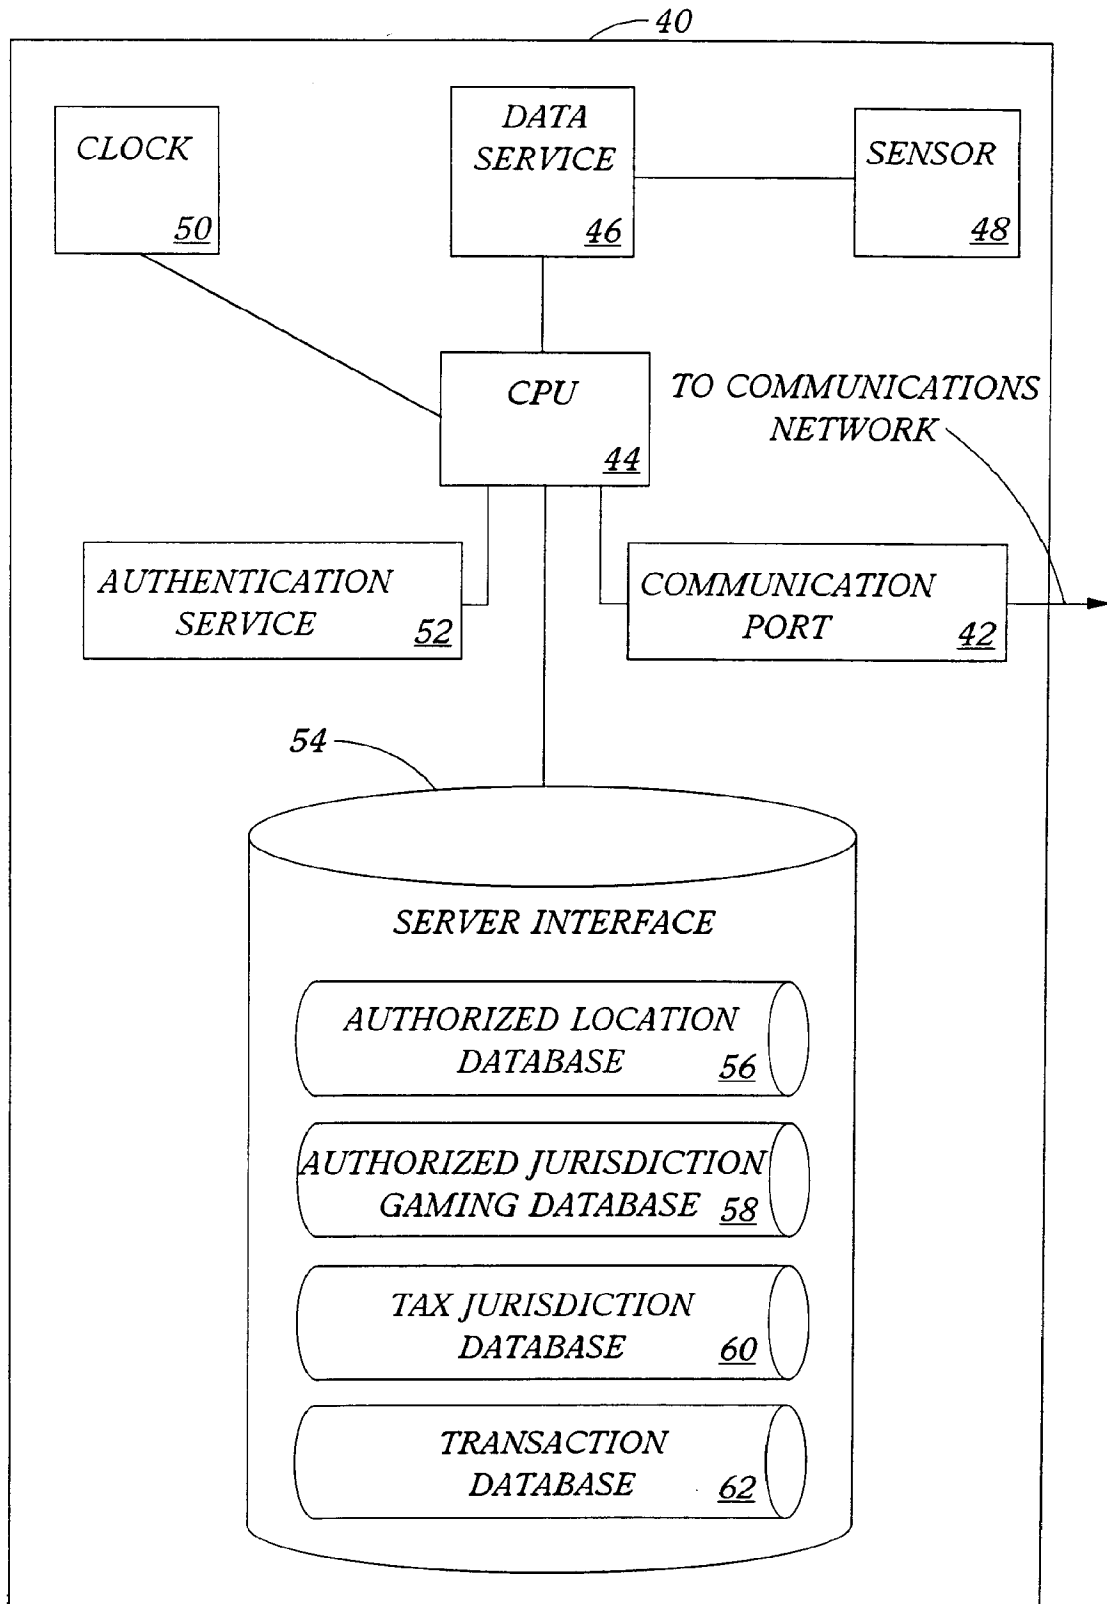 40
CLOCK
50
DATA
SERVICE
46
SENSOR
48
CPU
44
TO COMMUNICATIONS
NETWORK
AUTHENTICATION
SERVICE
52
COMMUNICATION
PORT
42
54
SERVER INTERFACE
AUTHORIZED LOCATION
DATABASE 56
AUTHORIZED JURISDICTION
GAMING DATABASE 58
TAX JURISDICTION
DATABASE 60
TRANSACTION
DATABASE 62